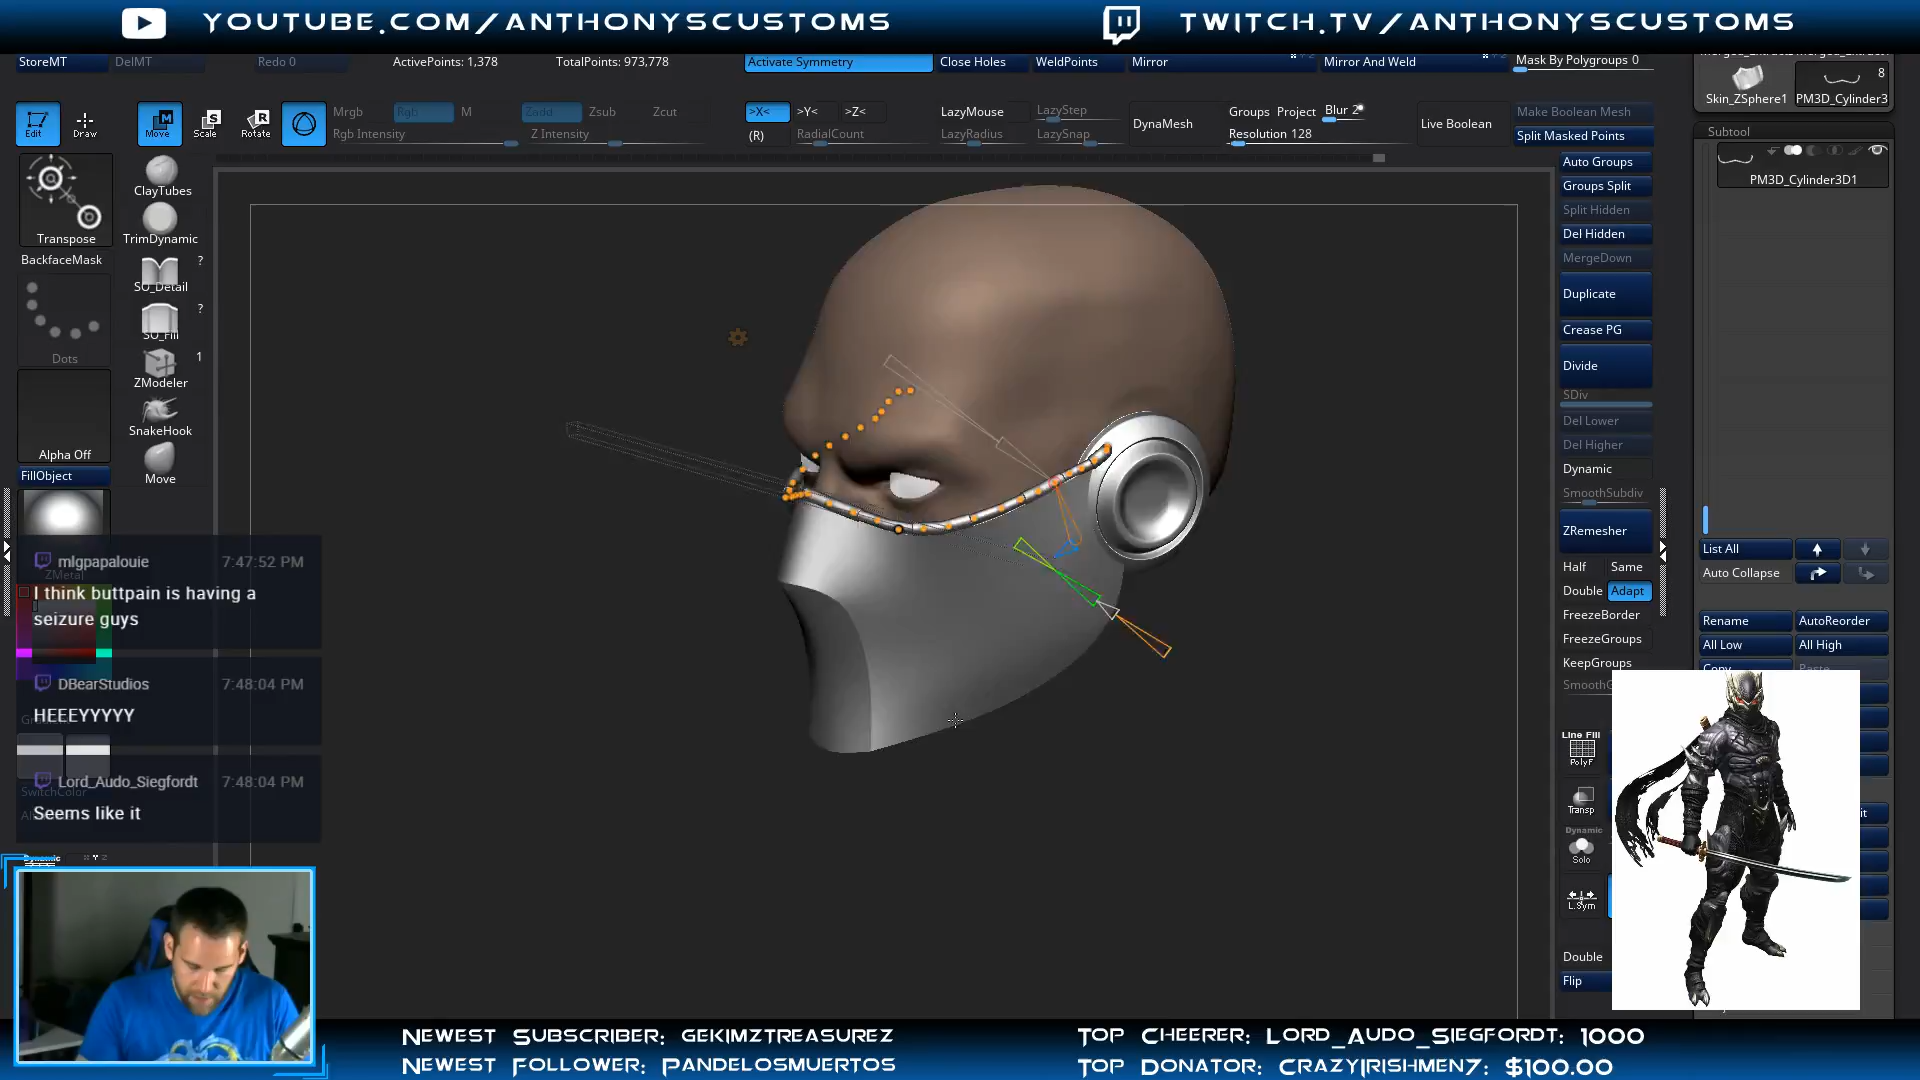 YOUTUBE.COM/ANTHONYSCUSTOMS
TWITCH.TV/ANTHONYSCUSTOMS
StoreMT
DelMT
Redo 0
ActivePoints: 1,378
TotalPoints: 973,778
Activate Symmetry
Close Holes
WeldPoints
Mirror
Mirror And Weld
Mask By Polygroups 0
Skin_ZSphere1
8
PM3D_Cylinder3
Edit
Draw
Move
Scale
Rotate
Mrgb
Rgb
M
Zadd
Zsub
Zcut
Rgb Intensity
Z Intensity
>X<
>Y<
>Z<
(R)
RadialCount
LazyMouse
LazyStep
LazyRadius
LazySnap
DynaMesh
Groups
Project
Blur 2
Resolution 128
Live Boolean
Make Boolean Mesh
Split Masked Points
Subtool
PM3D_Cylinder3D1
Transpose
BackfaceMask
Dots
Alpha Off
FillObject
ZMetal
ClayTubes
TrimDynamic
?
SO_Detail
?
SO_Fill
1
ZModeler
SnakeHook
Move
Auto Groups
Groups Split
Split Hidden
Del Hidden
MergeDown
Duplicate
Crease PG
Divide
SDiv
Del Lower
Del Higher
Dynamic
SmoothSubdiv
ZRemesher
Half
Same
Double
Adapt
FreezeBorder
FreezeGroups
KeepGroups
Line Fill
PolyF
Transp
Dynamic
Solo
L.Sym
Double
Flip
List All
Auto Collapse
Rename
AutoReorder
All Low
All High
Copy
Paste
mlgpapalouie
7:47:52 PM
I think buttpain is having a
seizure guys
DBearStudios
7:48:04 PM
HEEEYYYYY
SwitchColor
Lord_Audo_Siegfordt
7:48:04 PM
Seems like it
Dynamic
Newest Subscriber: gekimztreasurez
Newest Follower: Pandelosmuertos
Top Cheerer: Lord_Audo_Siegfordt: 1000
Top Donator: CrazyIrishmen7: $100.00